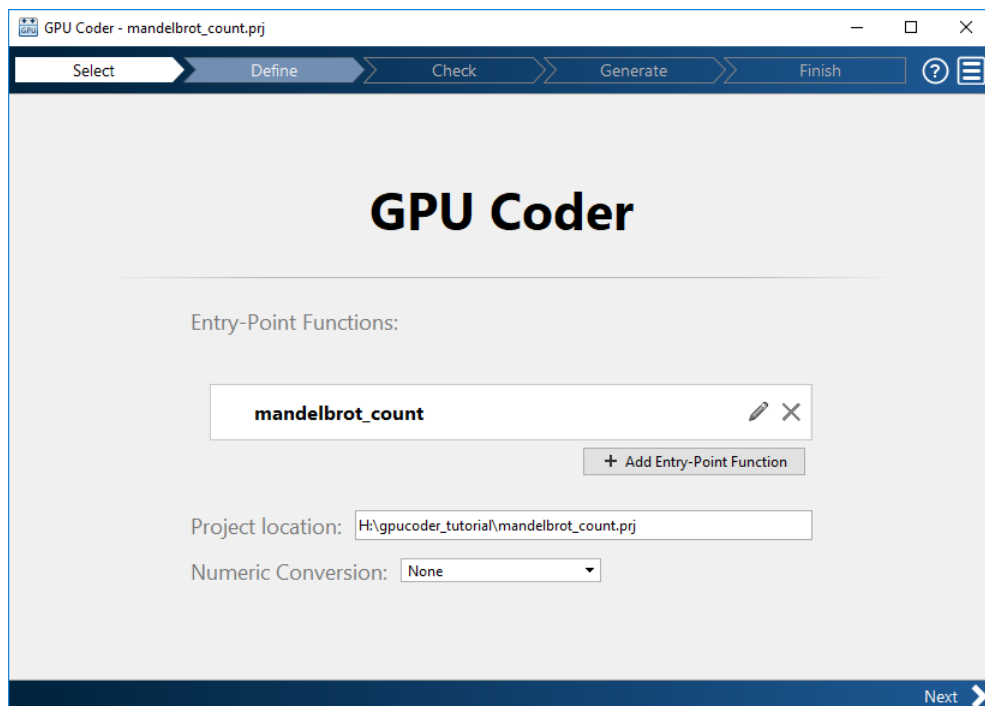 GPU Coder - mandelbrot_count.prj
Select Define Check Generate Finish ?
GPU Coder
Entry-Point Functions:
mandelbrot_count
+ Add Entry-Point Function
Project location: H:\gpucoder_tutorial\mandelbrot_count.prj
Numeric Conversion: None
Next